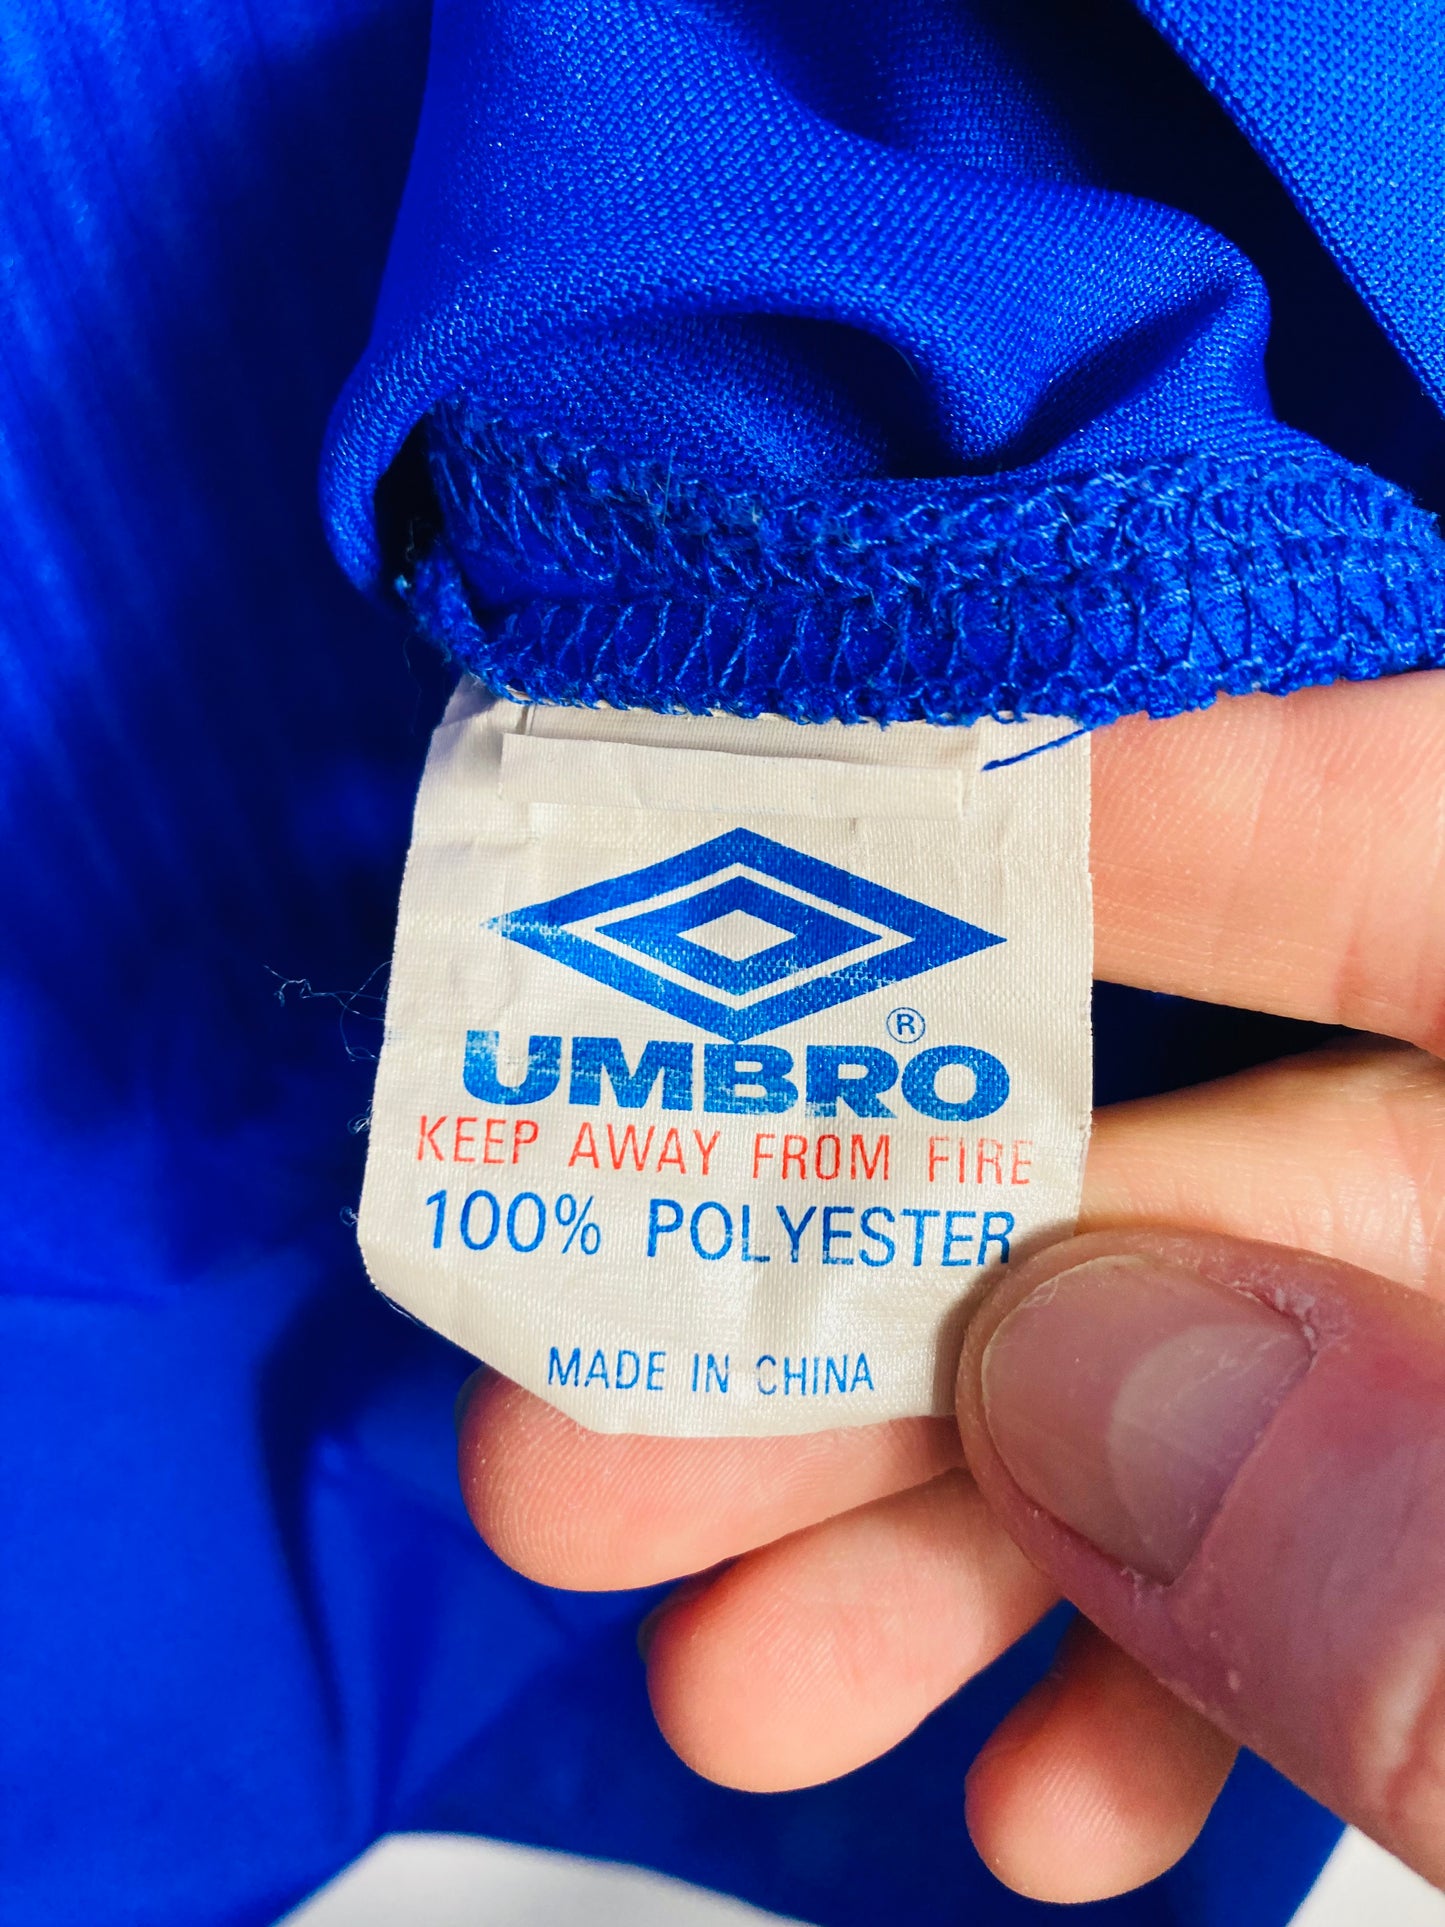 ®
UMBRO
KEEP AWAY FROM FIRE
100% POLYESTER
MADE IN CHINA